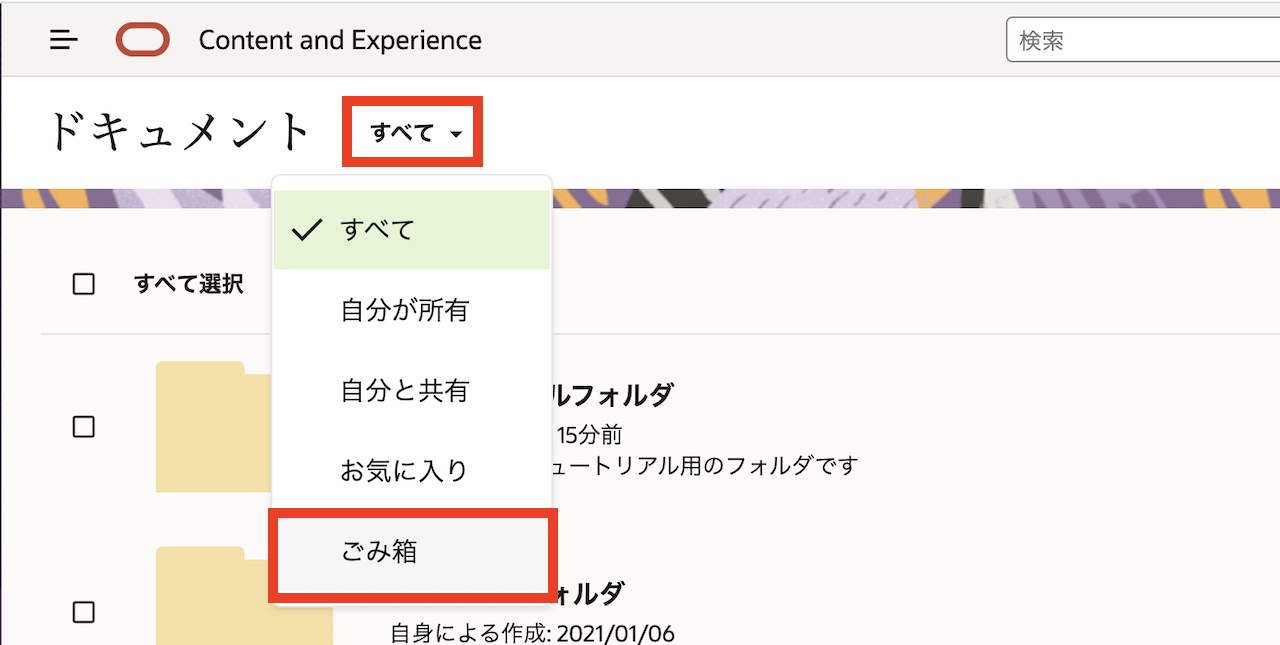 Content and Experience
検索
ドキュメント
すべて
すべて
自分が所有
自分と共有
お気に入り
ごみ箱
すべて選択
ルフォルダ
15分前
ュートリアル用のフォルダです
ォルダ
自身による作成: 2021/01/06